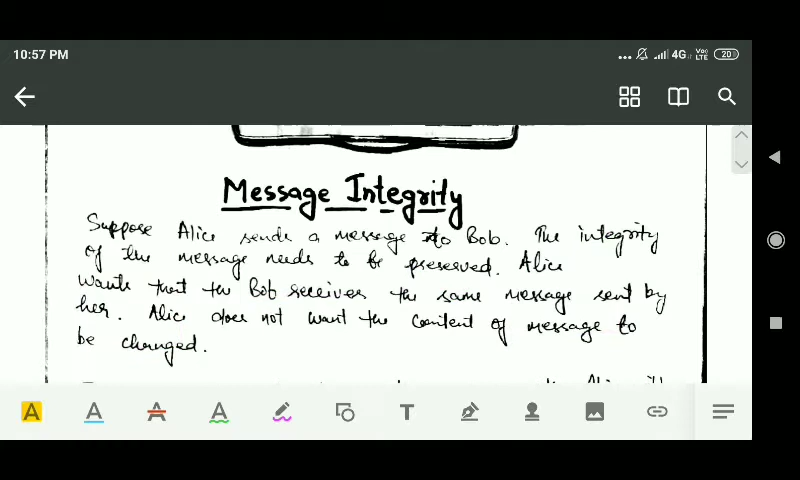 10:57 PM
4G Vo) LTE 20
Message Integrity
Suppose Alice sends a message to Bob. The integrity
of the message needs to be preserved. Alice
wants that the Bob receives the same message sent by
her. Alice does not want the content of message to
be changed.
A A A A T